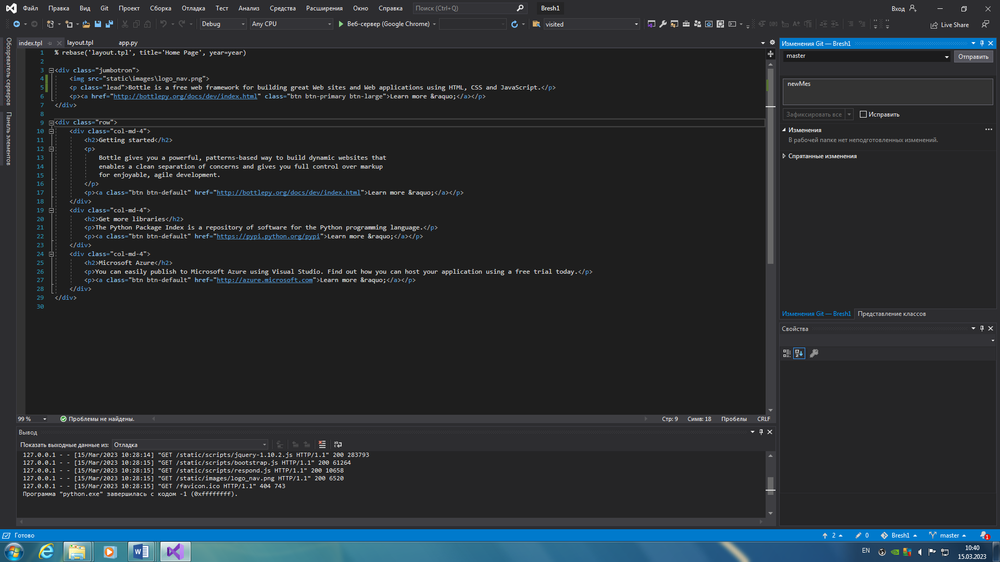 Файл Правка Вид Git Проект Сборка Отладка Тест Анализ Средства Расширения Окно Справка Поиск (Ctrl+Q) Bresh1 Вход
Debug Any CPU Веб-сервер (Google Chrome) visited Live Share
Обозреватель серверов
Панель элементов
index.tpl layout.tpl app.py
1 % rebase('layout.tpl', title='Home Page', year=year)
2
3 <div class="jumbotron">
4 <img src="static\images\logo_nav.png">
5 <p class="lead">Bottle is a free web framework for building great Web sites and Web applications using HTML, CSS and JavaScript.</p>
6 <p><a href="http://bottlepy.org/docs/dev/index.html" class="btn btn-primary btn-large">Learn more &raquo;</a></p>
7 </div>
8
9 <div class="row">
10 <div class="col-md-4">
11 <h2>Getting started</h2>
12 <p>
13 Bottle gives you a powerful, patterns-based way to build dynamic websites that
14 enables a clean separation of concerns and gives you full control over markup
15 for enjoyable, agile development.
16 </p>
17 <p><a class="btn btn-default" href="http://bottlepy.org/docs/dev/index.html">Learn more &raquo;</a></p>
18 </div>
19 <div class="col-md-4">
20 <h2>Get more libraries</h2>
21 <p>The Python Package Index is a repository of software for the Python programming language.</p>
22 <p><a class="btn btn-default" href="https://pypi.python.org/pypi">Learn more &raquo;</a></p>
23 </div>
24 <div class="col-md-4">
25 <h2>Microsoft Azure</h2>
26 <p>You can easily publish to Microsoft Azure using Visual Studio. Find out how you can host your application using a free trial today.</p>
27 <p><a class="btn btn-default" href="http://azure.microsoft.com">Learn more &raquo;</a></p>
28 </div>
29 </div>
30
99 % Проблемы не найдены. Стр: 9 Симв: 18 Пробелы CRLF
Вывод
Показать выходные данные из: Отладка
127.0.0.1 - - [15/Mar/2023 10:28:14] "GET /static/scripts/jquery-1.10.2.js HTTP/1.1" 200 283793
127.0.0.1 - - [15/Mar/2023 10:28:15] "GET /static/scripts/bootstrap.js HTTP/1.1" 200 61264
127.0.0.1 - - [15/Mar/2023 10:28:15] "GET /static/scripts/respond.js HTTP/1.1" 200 10658
127.0.0.1 - - [15/Mar/2023 10:28:15] "GET /static/images/logo_nav.png HTTP/1.1" 200 6520
127.0.0.1 - - [15/Mar/2023 10:28:15] "GET /favicon.ico HTTP/1.1" 404 743
Программа "python.exe" завершилась с кодом -1 (0xffffffff).
Изменения Git — Bresh1
master Отправить
newMes
Зафиксировать все Исправить
Изменения
В рабочей папке нет неподготовленных изменений.
Спрятанные изменения
Изменения Git — Bresh1 Представление классов
Свойства
Готово 2 0 Bresh1 master 1
EN 10:40
15.03.2023